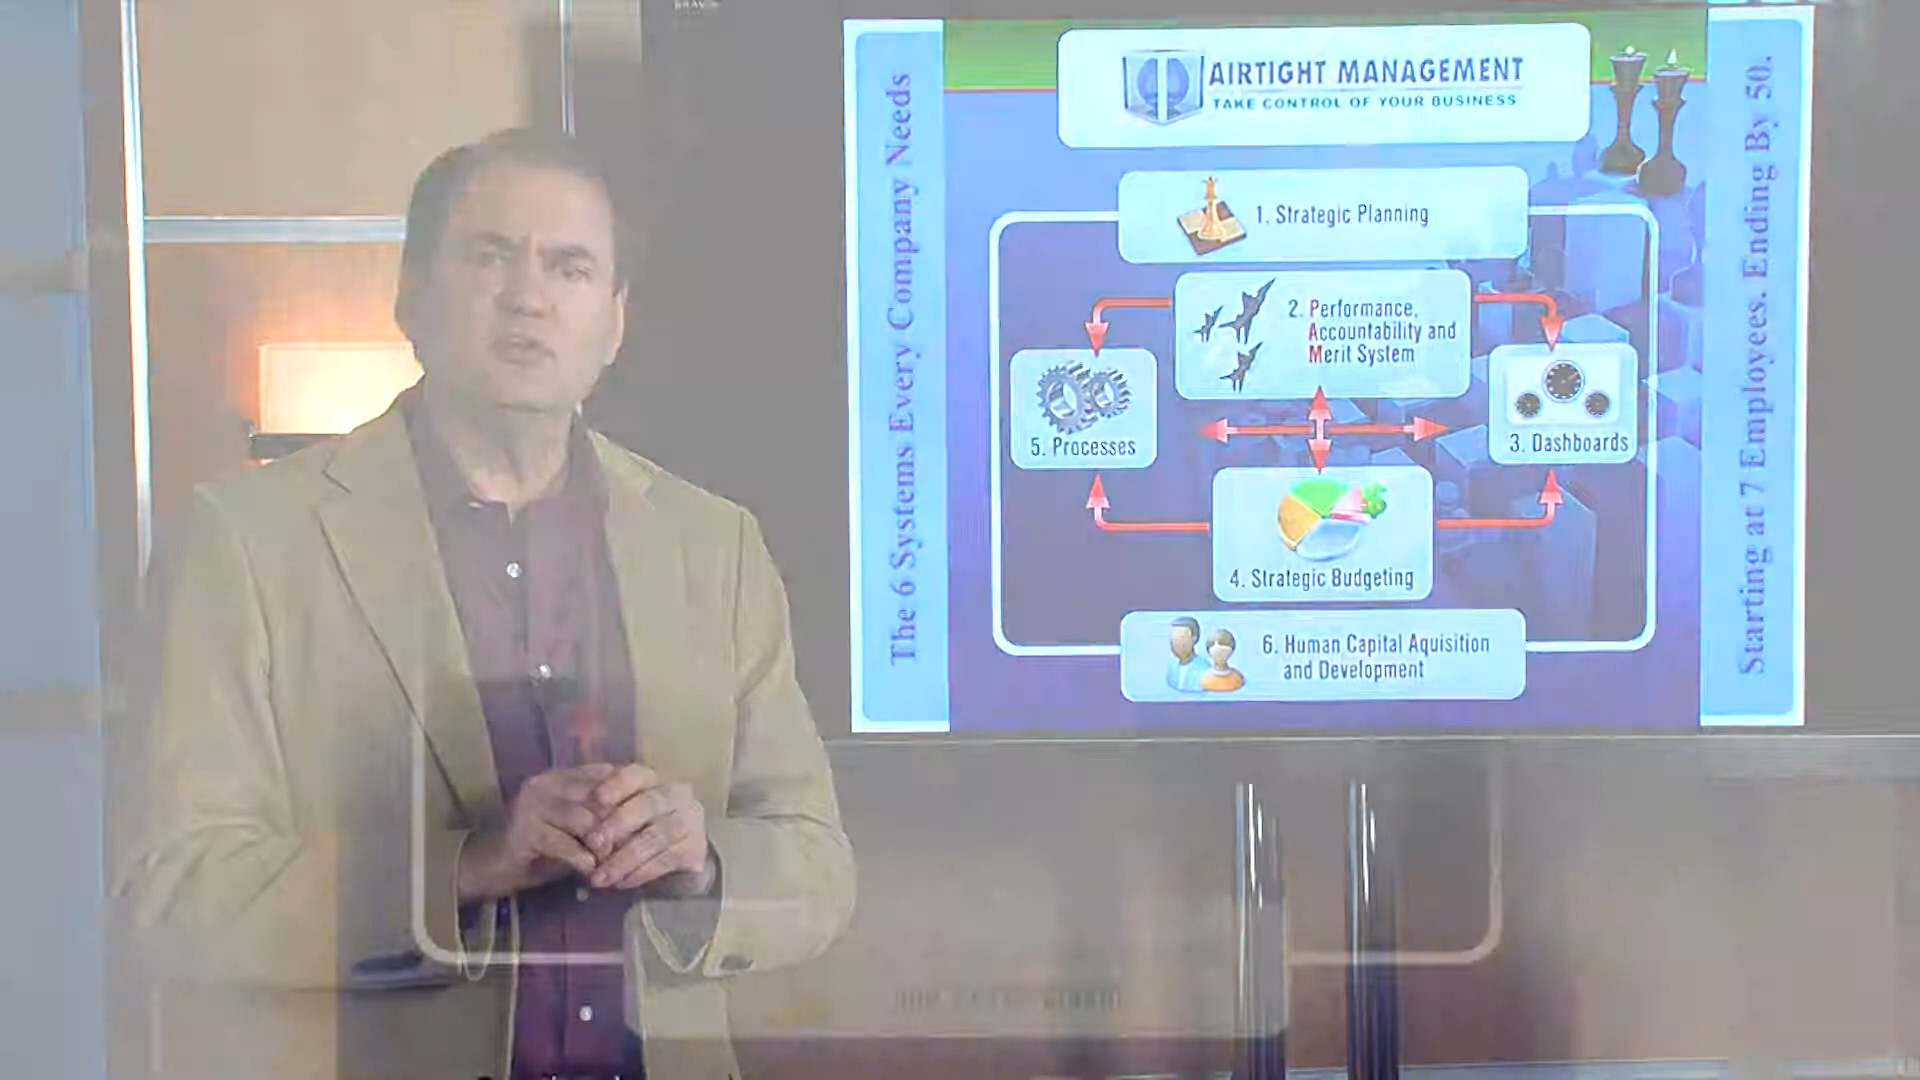 BRAVIA
The 6 Systems Every Company Needs
AIRTIGHT MANAGEMENT
TAKE CONTROL OF YOUR BUSINESS
1. Strategic Planning
2. Performance,
Accountability and
Merit System
5. Processes
3. Dashboards
4. Strategic Budgeting
6. Human Capital Aquisition
and Development
Starting at 7 Employees. Ending By 50.